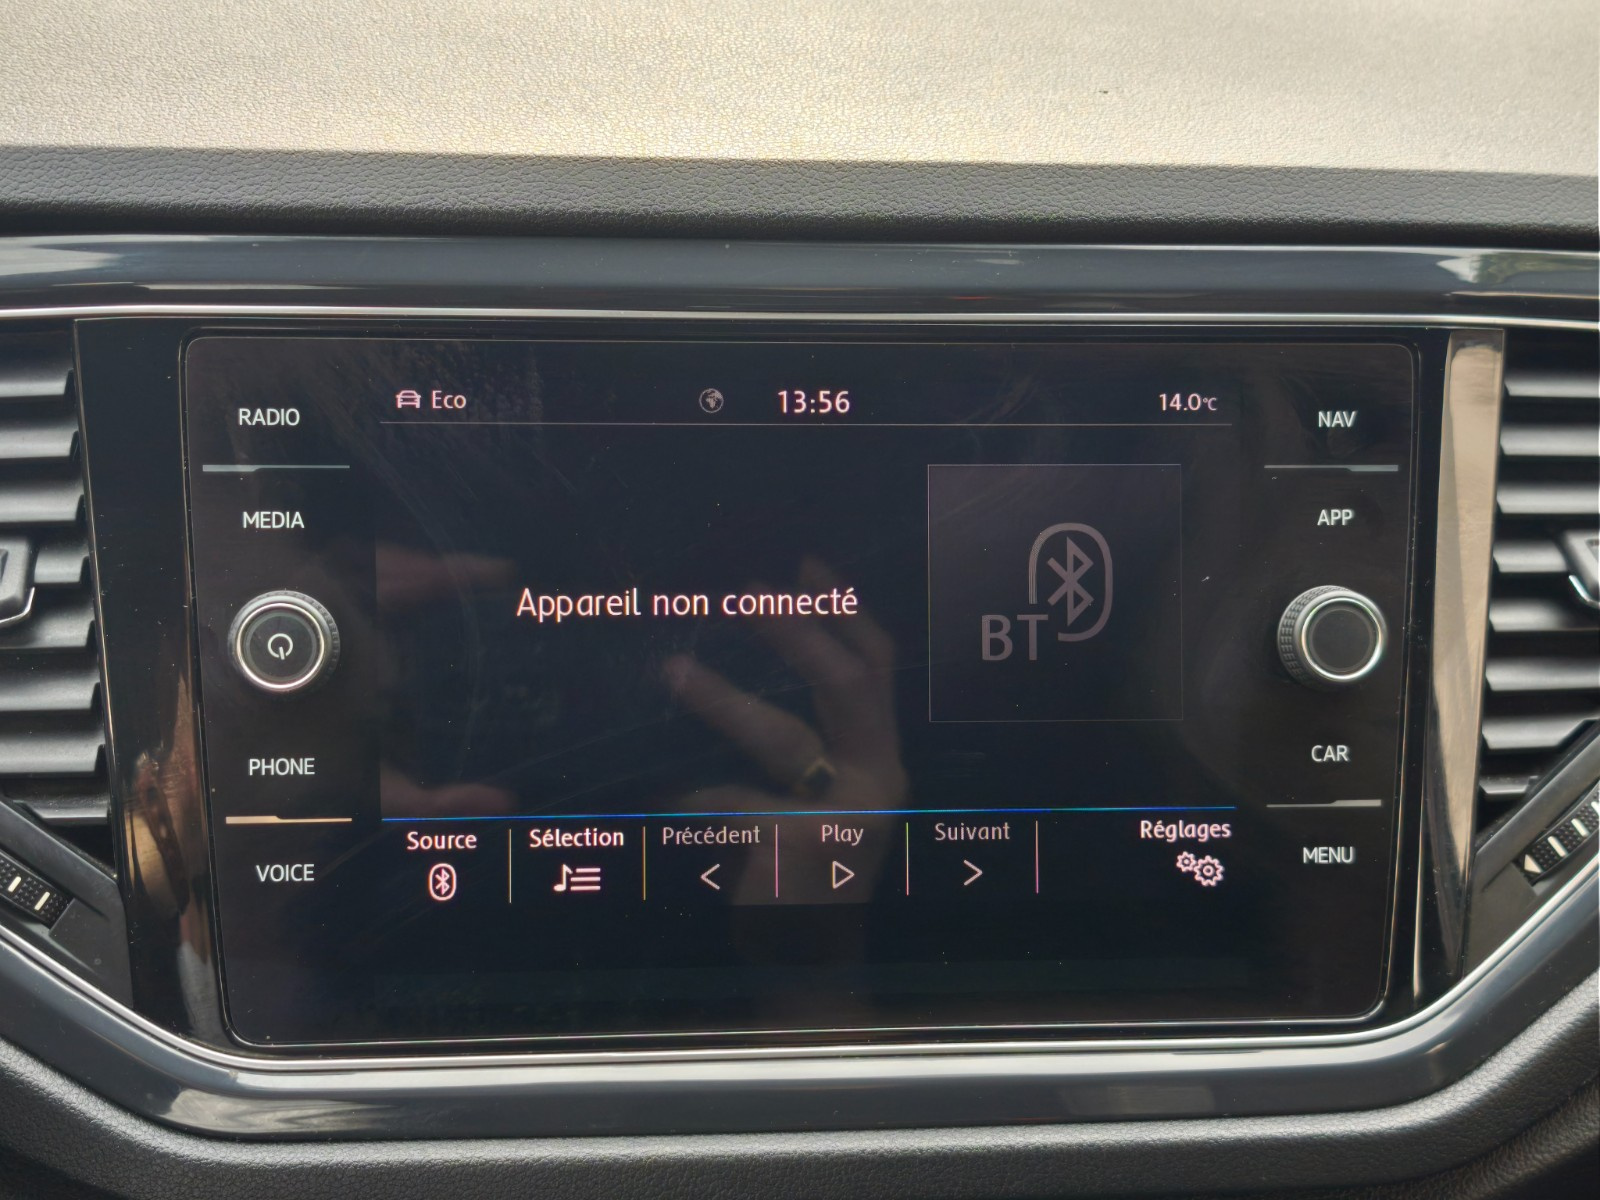 Eco 13:56 14.0°C
RADIO
MEDIA
PHONE
VOICE
Appareil non connecté
BT
Source
Sélection
Précédent
Play
Suivant
Réglages
NAV
APP
CAR
MENU